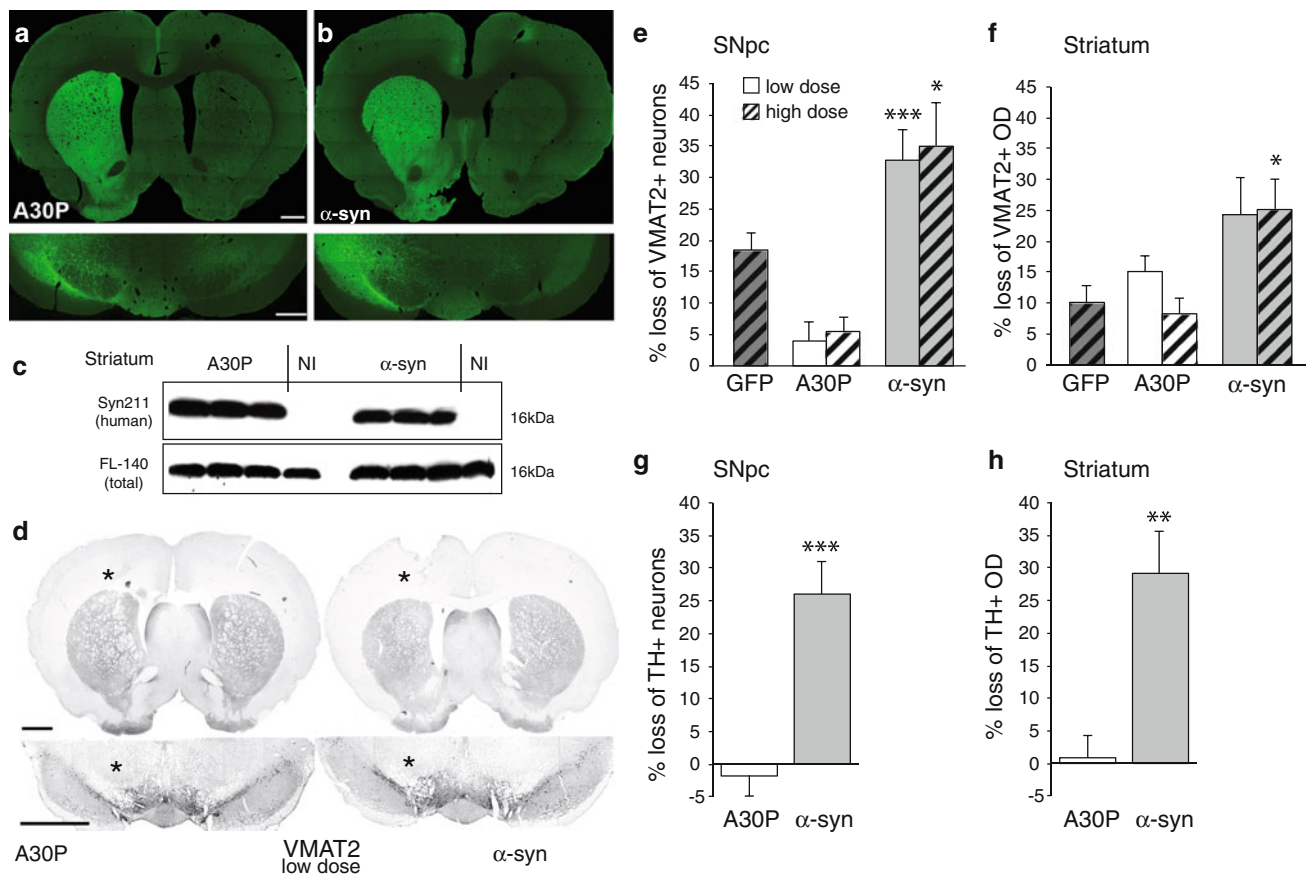 a
A30P
b
α-syn
c
Striatum
A30P
NI
α-syn
NI
Syn211
(human)
16kDa
FL-140
(total)
16kDa
d
*
*
*
*
A30P
VMAT2
low dose
α-syn
e
SNpc
% loss of VMAT2+ neurons
45
40
35
30
25
20
15
10
5
0
low dose
high dose
***
*
GFP
A30P
α-syn
f
Striatum
% loss of VMAT2+ OD
45
40
35
30
25
20
15
10
5
0
*
GFP
A30P
α-syn
g
SNpc
% loss of TH+ neurons
40
35
30
25
20
15
10
5
0
-5
***
A30P
α-syn
h
Striatum
% loss of TH+ OD
40
35
30
25
20
15
10
5
0
-5
**
A30P
α-syn